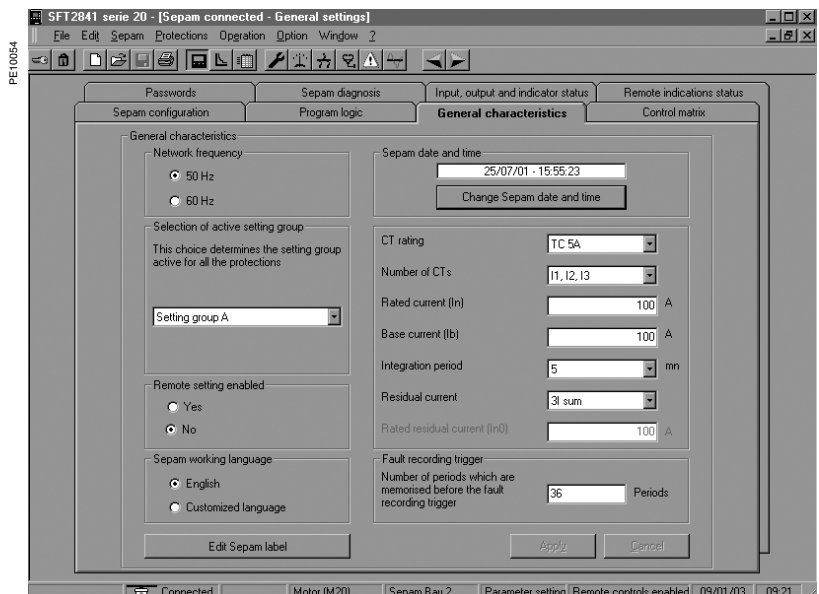 PE10054
SFT2841 serie 20 - [Sepam connected - General settings]
File Edit Sepam Protections Operation Option Window ?
Passwords Sepam diagnosis Input, output and indicator status Remote indications status
Sepam configuration Program logic General characteristics Control matrix
General characteristics
Network frequency
50 Hz
60 Hz
Selection of active setting group
This choice determines the setting group
active for all the protections
Setting group A
Remote setting enabled
Yes
No
Sepam working language
English
Customized language
Edit Sepam label
Sepam date and time
25/07/01 - 15:55:23
Change Sepam date and time
CT rating TC 5A
Number of CTs I1, I2, I3
Rated current (In) 100 A
Base current (Ib) 100 A
Integration period 5 mn
Residual current 3I sum
Rated residual current (In0) 100 A
Fault recording trigger
Number of periods which are
memorised before the fault
recording trigger
36 Periods
Apply Cancel
Connected Motor (M20) Sepam Bau 2 Parameter setting Remote controls enabled 09/01/03 09:21